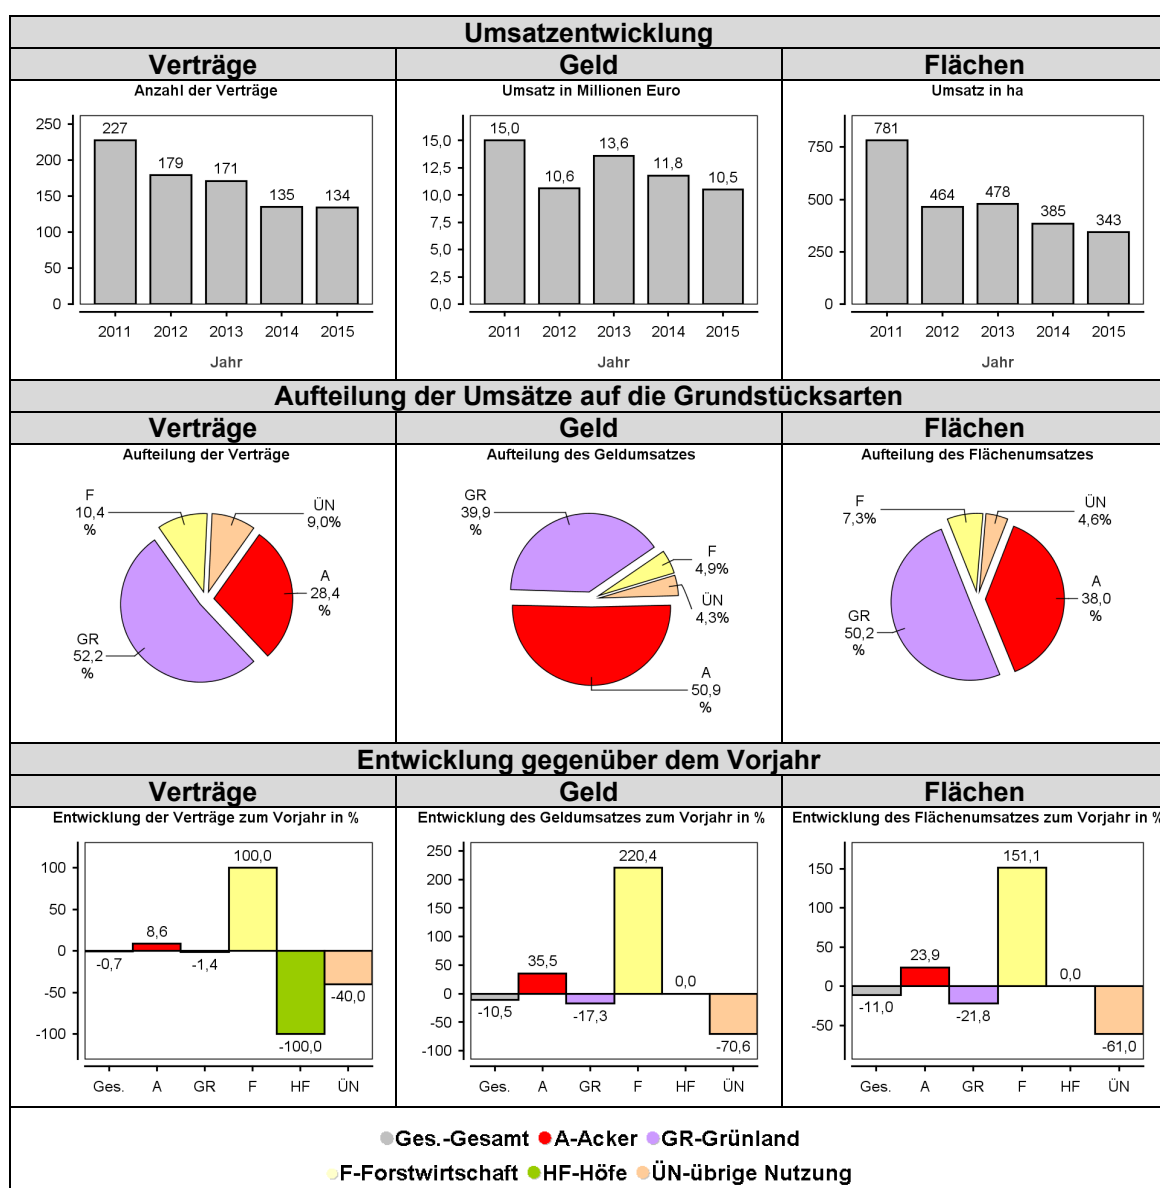 Umsatzentwicklung
Verträge
Geld
Flächen
Anzahl der Verträge
250
200
150
100
50
0
227
179
171
135
134
2011 2012 2013 2014 2015
Jahr
Umsatz in Millionen Euro
15,0
12,5
10,0
7,5
5,0
2,5
0,0
15,0
10,6
13,6
11,8
10,5
2011 2012 2013 2014 2015
Jahr
Umsatz in ha
750
500
250
0
781
464
478
385
343
2011 2012 2013 2014 2015
Jahr
Aufteilung der Umsätze auf die Grundstücksarten
Verträge
Geld
Flächen
Aufteilung der Verträge
F
10,4
%
ÜN
9,0%
A
28,4
%
GR
52,2
%
Aufteilung des Geldumsatzes
GR
39,9
%
F
4,9%
ÜN
4,3%
A
50,9
%
Aufteilung des Flächenumsatzes
F
7,3%
ÜN
4,6%
A
38,0
%
GR
50,2
%
Entwicklung gegenüber dem Vorjahr
Verträge
Geld
Flächen
Entwicklung der Verträge zum Vorjahr in %
100
50
0
-50
-100
-0,7
8,6
-1,4
100,0
-100,0
-40,0
Ges. A GR F HF ÜN
Entwicklung des Geldumsatzes zum Vorjahr in %
250
200
150
100
50
0
-50
-100
-10,5
35,5
-17,3
220,4
0,0
-70,6
Ges. A GR F HF ÜN
Entwicklung des Flächenumsatzes zum Vorjahr in %
150
100
50
0
-50
-11,0
23,9
-21,8
151,1
0,0
-61,0
Ges. A GR F HF ÜN
Ges.-Gesamt A-Acker GR-Grünland
F-Forstwirtschaft HF-Höfe ÜN-übrige Nutzung